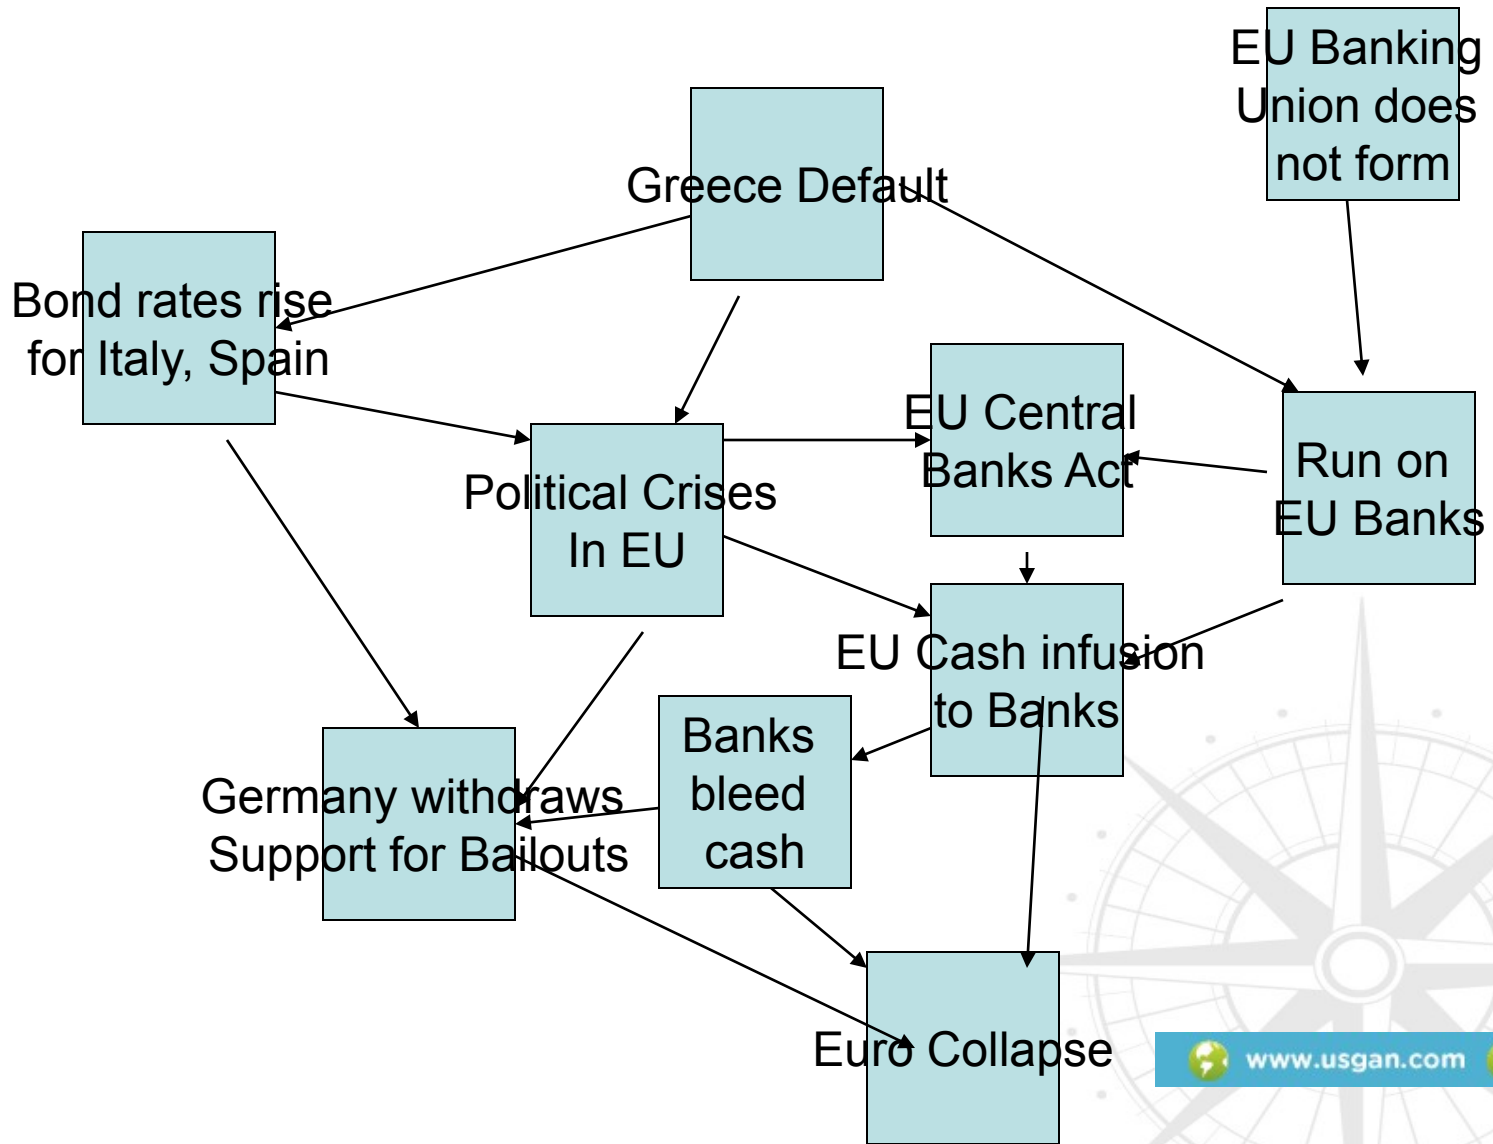 EU Banking
Union does
not form
Greece Default
Bond rates rise
for Italy, Spain
EU Central
Banks Act
Run on
EU Banks
Political Crises
In EU
EU Cash infusion
to Banks
Banks
bleed
cash
Germany withdraws
Support for Bailouts
Euro Collapse
www.usgan.com